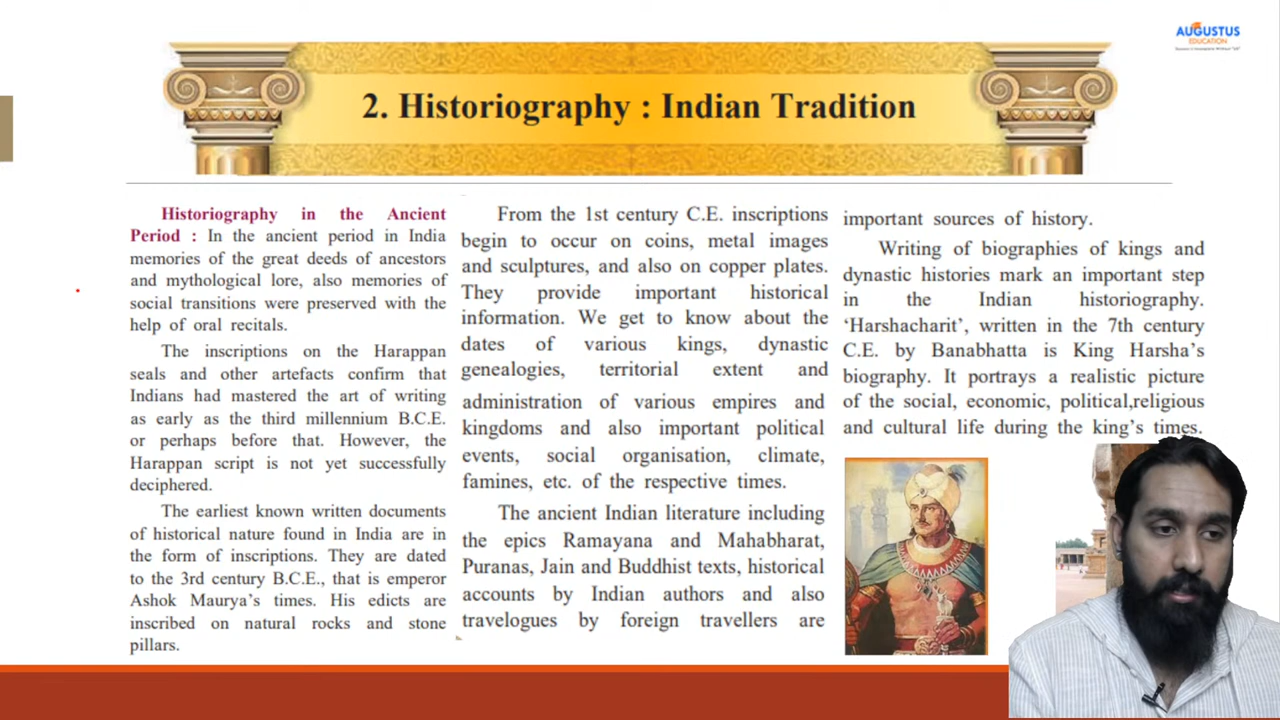 AUGUSTUS
EDUCATION
2. Historiography : Indian Tradition
Historiography in the Ancient
Period : In the ancient period in India
memories of the great deeds of ancestors
and mythological lore, also memories of
social transitions were preserved with the
help of oral recitals.
The inscriptions on the Harappan
seals and other artefacts confirm that
Indians had mastered the art of writing
as early as the third millennium B.C.E.
or perhaps before that. However, the
Harappan script is not yet successfully
deciphered.
The earliest known written documents
of historical nature found in India are in
the form of inscriptions. They are dated
to the 3rd century B.C.E., that is emperor
Ashok Maurya’s times. His edicts are
inscribed on natural rocks and stone
pillars.
From the 1st century C.E. inscriptions
begin to occur on coins, metal images
and sculptures, and also on copper plates.
They provide important historical
information. We get to know about the
dates of various kings, dynastic
genealogies, territorial extent and
administration of various empires and
kingdoms and also important political
events, social organisation, climate,
famines, etc. of the respective times.
The ancient Indian literature including
the epics Ramayana and Mahabharat,
Puranas, Jain and Buddhist texts, historical
accounts by Indian authors and also
travelogues by foreign travellers are
important sources of history.
Writing of biographies of kings and
dynastic histories mark an important step
in the Indian historiography.
‘Harshacharit’, written in the 7th century
C.E. by Banabhatta is King Harsha’s
biography. It portrays a realistic picture
of the social, economic, political,religious
and cultural life during the king’s times.